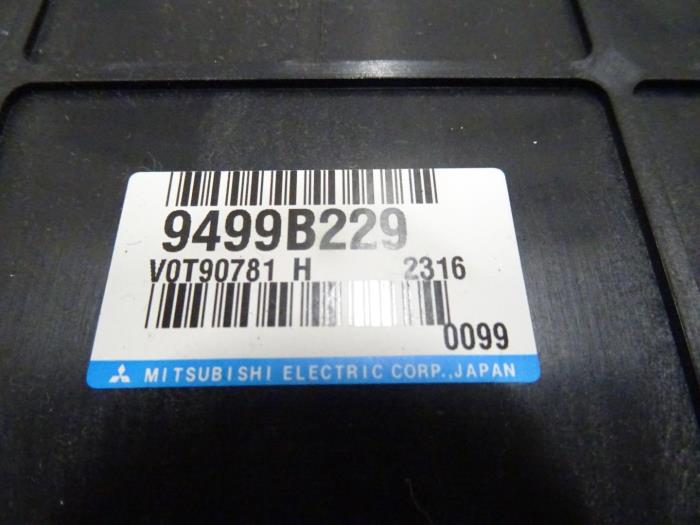 9499B229
V0T90781 H 2316
0099
MITSUBISHI ELECTRIC CORP.,JAPAN